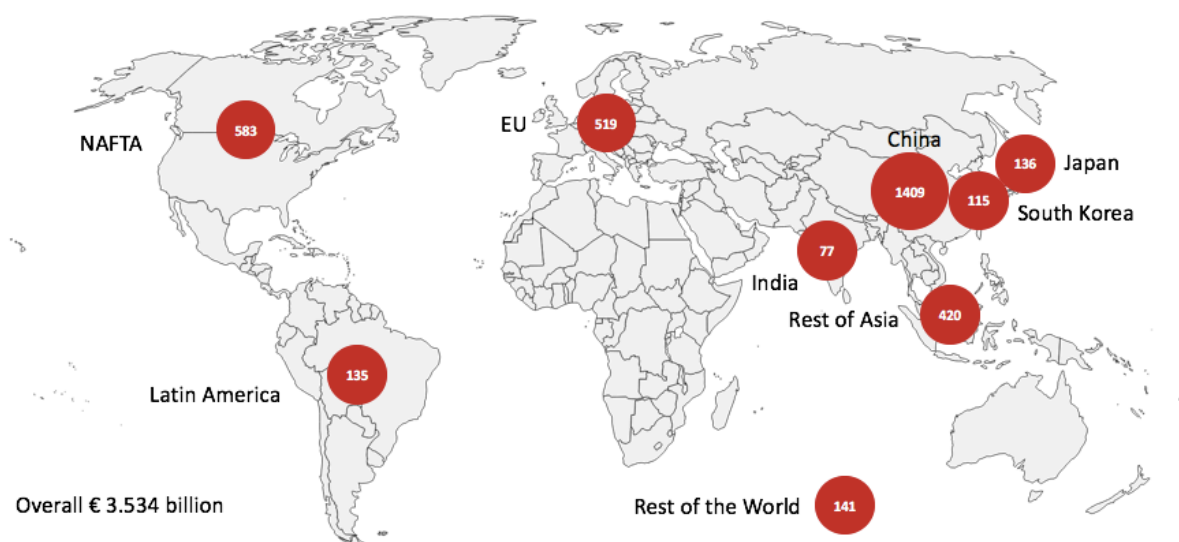 NAFTA
583
EU
519
China
1409
136
Japan
115
South Korea
77
India
Rest of Asia
420
135
Latin America
Overall € 3.534 billion
Rest of the World
141